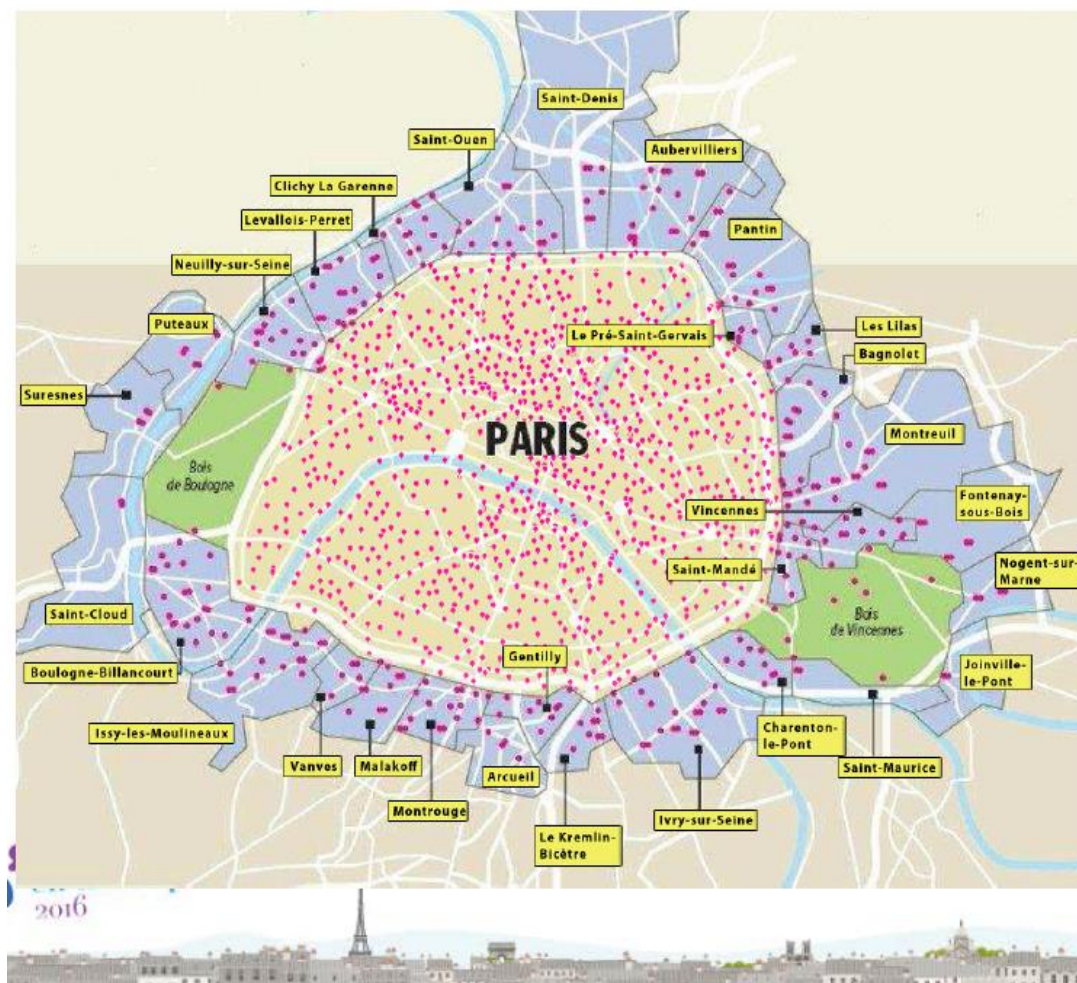 Saint-Denis
Saint-Ouen
Aubervilliers
Clichy La Garenne
Levallois-Perret
Pantin
Neuilly-sur-Seine
Puteaux
Le Pré-Saint-Gervais
Les Lilas
Bagnolet
Suresnes
PARIS
Montreuil
Bois
de Boulogne
Vincennes
Fontenay-
sous-Bois
Saint-Mandé
Nogent-sur-
Marne
Saint-Cloud
Bois
de Vincennes
Gentilly
Boulogne-Billancourt
Joinville-
le-Pont
Issy-les-Moulineaux
Charenton-
le-Pont
Vanves
Malakoff
Arcueil
Saint-Maurice
Montrouge
Ivry-sur-Seine
Le Kremlin-
Bicêtre
2016